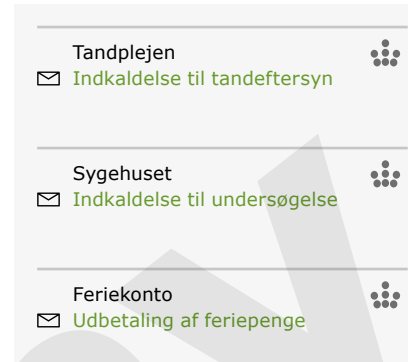 Tandplejen
Indkaldelse til tandeftersyn
Sygehuset
Indkaldelse til undersøgelse
Feriekonto
Udbetaling af feriepenge